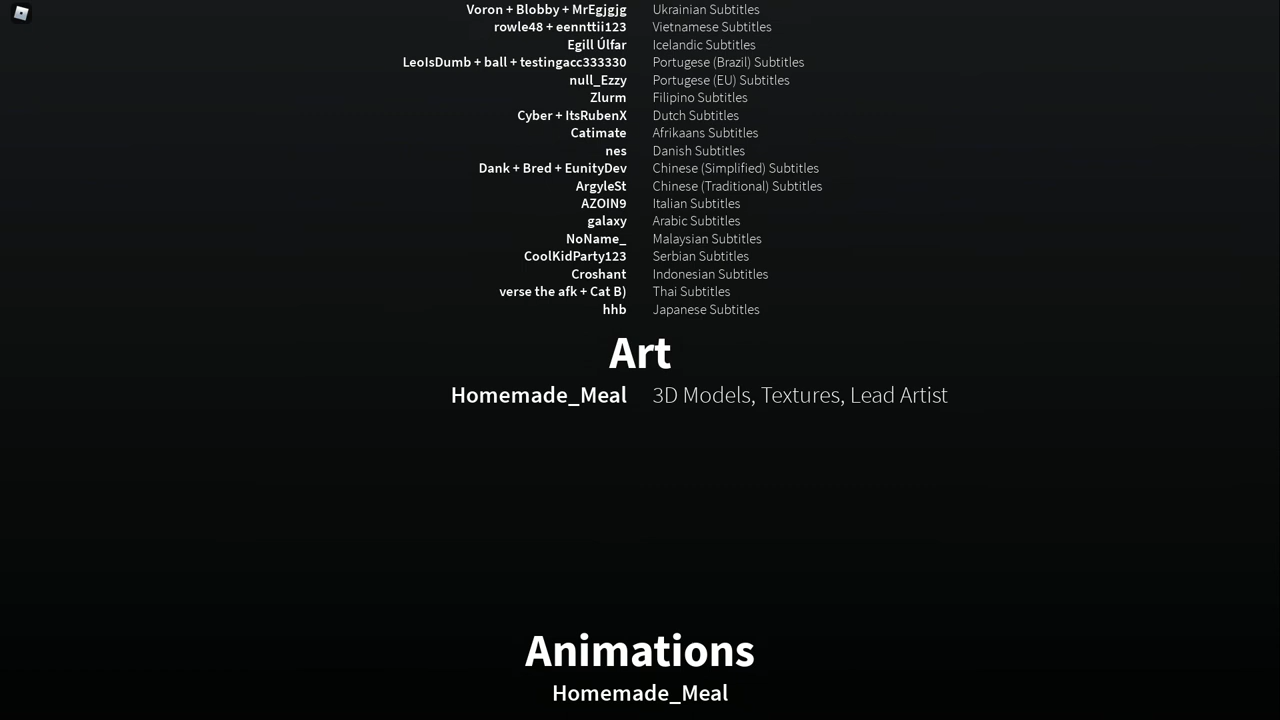 Voron + Blobby + MrEgjgjg Ukrainian Subtitles
rowle48 + eennttii123 Vietnamese Subtitles
Egill Úlfar Icelandic Subtitles
LeoIsDumb + ball + testingacc333330 Portugese (Brazil) Subtitles
null_Ezzy Portugese (EU) Subtitles
Zlurm Filipino Subtitles
Cyber + ItsRubenX Dutch Subtitles
Catimate Afrikaans Subtitles
nes Danish Subtitles
Dank + Bred + EunityDev Chinese (Simplified) Subtitles
ArgyleSt Chinese (Traditional) Subtitles
AZOIN9 Italian Subtitles
galaxy Arabic Subtitles
NoName_ Malaysian Subtitles
CoolKidParty123 Serbian Subtitles
Croshant Indonesian Subtitles
verse the afk + Cat B) Thai Subtitles
hhb Japanese Subtitles
Art
Homemade_Meal 3D Models, Textures, Lead Artist
Animations
Homemade_Meal